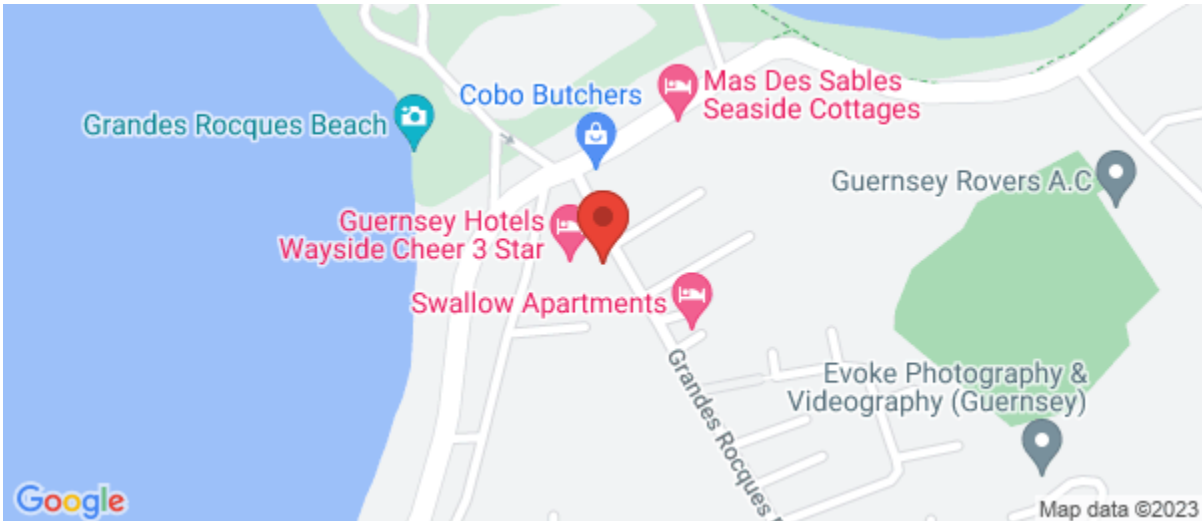 Mas Des Sables
Seaside Cottages
Cobo Butchers
Grandes Rocques Beach
Guernsey Rovers A.C
Guernsey Hotels
Wayside Cheer 3 Star
Swallow Apartments
Grandes Rocques
Evoke Photography &
Videography (Guernsey)
Google
Map data ©2023